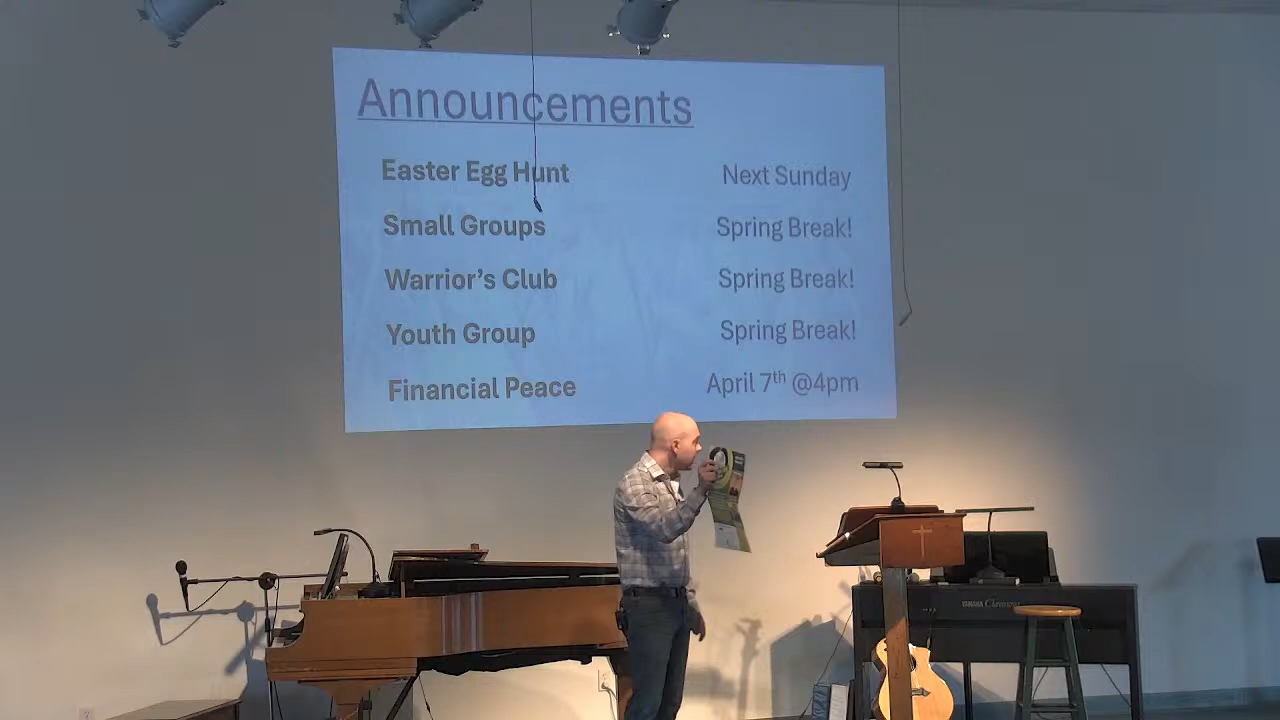 Announcements
Easter Egg Hunt Next Sunday
Small Groups Spring Break!
Warrior's Club Spring Break!
Youth Group Spring Break!
Financial Peace April 7th @4pm
YAMAHA